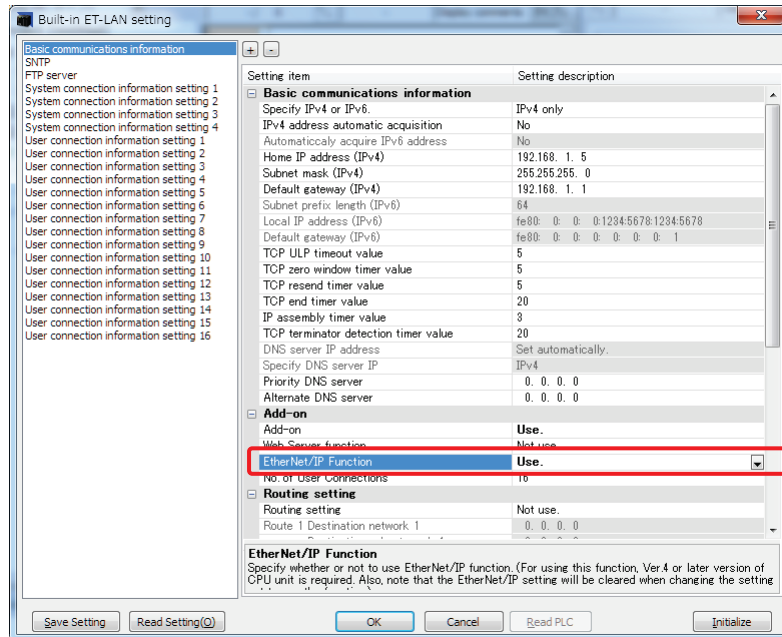 Built-in ET-LAN setting
Basic communications information
SNTP
FTP server
System connection information setting 1
System connection information setting 2
System connection information setting 3
System connection information setting 4
User connection information setting 1
User connection information setting 2
User connection information setting 3
User connection information setting 4
User connection information setting 5
User connection information setting 6
User connection information setting 7
User connection information setting 8
User connection information setting 9
User connection information setting 10
User connection information setting 11
User connection information setting 12
User connection information setting 13
User connection information setting 14
User connection information setting 15
User connection information setting 16
+ -
Setting item Setting description
Basic communications information
Specify IPv4 or IPv6. IPv4 only
IPv4 address automatic acquisition No
Automaticcaly acquire IPv6 address No
Home IP address (IPv4) 192.168. 1. 5
Subnet mask (IPv4) 255.255.255. 0
Default gateway (IPv4) 192.168. 1. 1
Subnet prefix length (IPv6) 64
Local IP address (IPv6) fe80: 0: 0: 0:1234:5678:1234:5678
Default gateway (IPv6) fe80: 0: 0: 0: 0: 0: 0: 1
TCP ULP timeout value 5
TCP zero window timer value 5
TCP resend timer value 5
TCP end timer value 20
IP assembly timer value 3
TCP terminator detection timer value 20
DNS server IP address Set automatically.
Specify DNS server IP IPv4
Priority DNS server 0. 0. 0. 0
Alternate DNS server 0. 0. 0. 0
Add-on
Add-on Use.
Web Server function Not use.
EtherNet/IP Function Use.
No. of User Connections 16
Routing setting
Routing setting Not use.
Route 1 Destination network 1 0. 0. 0. 0
EtherNet/IP Function
Specify whether or not to use EtherNet/IP function. (For using this function, Ver.4 or later version of
CPU unit is required. Also, note that the EtherNet/IP setting will be cleared when changing the setting
Save Setting Read Setting(O) OK Cancel Read PLC Initialize